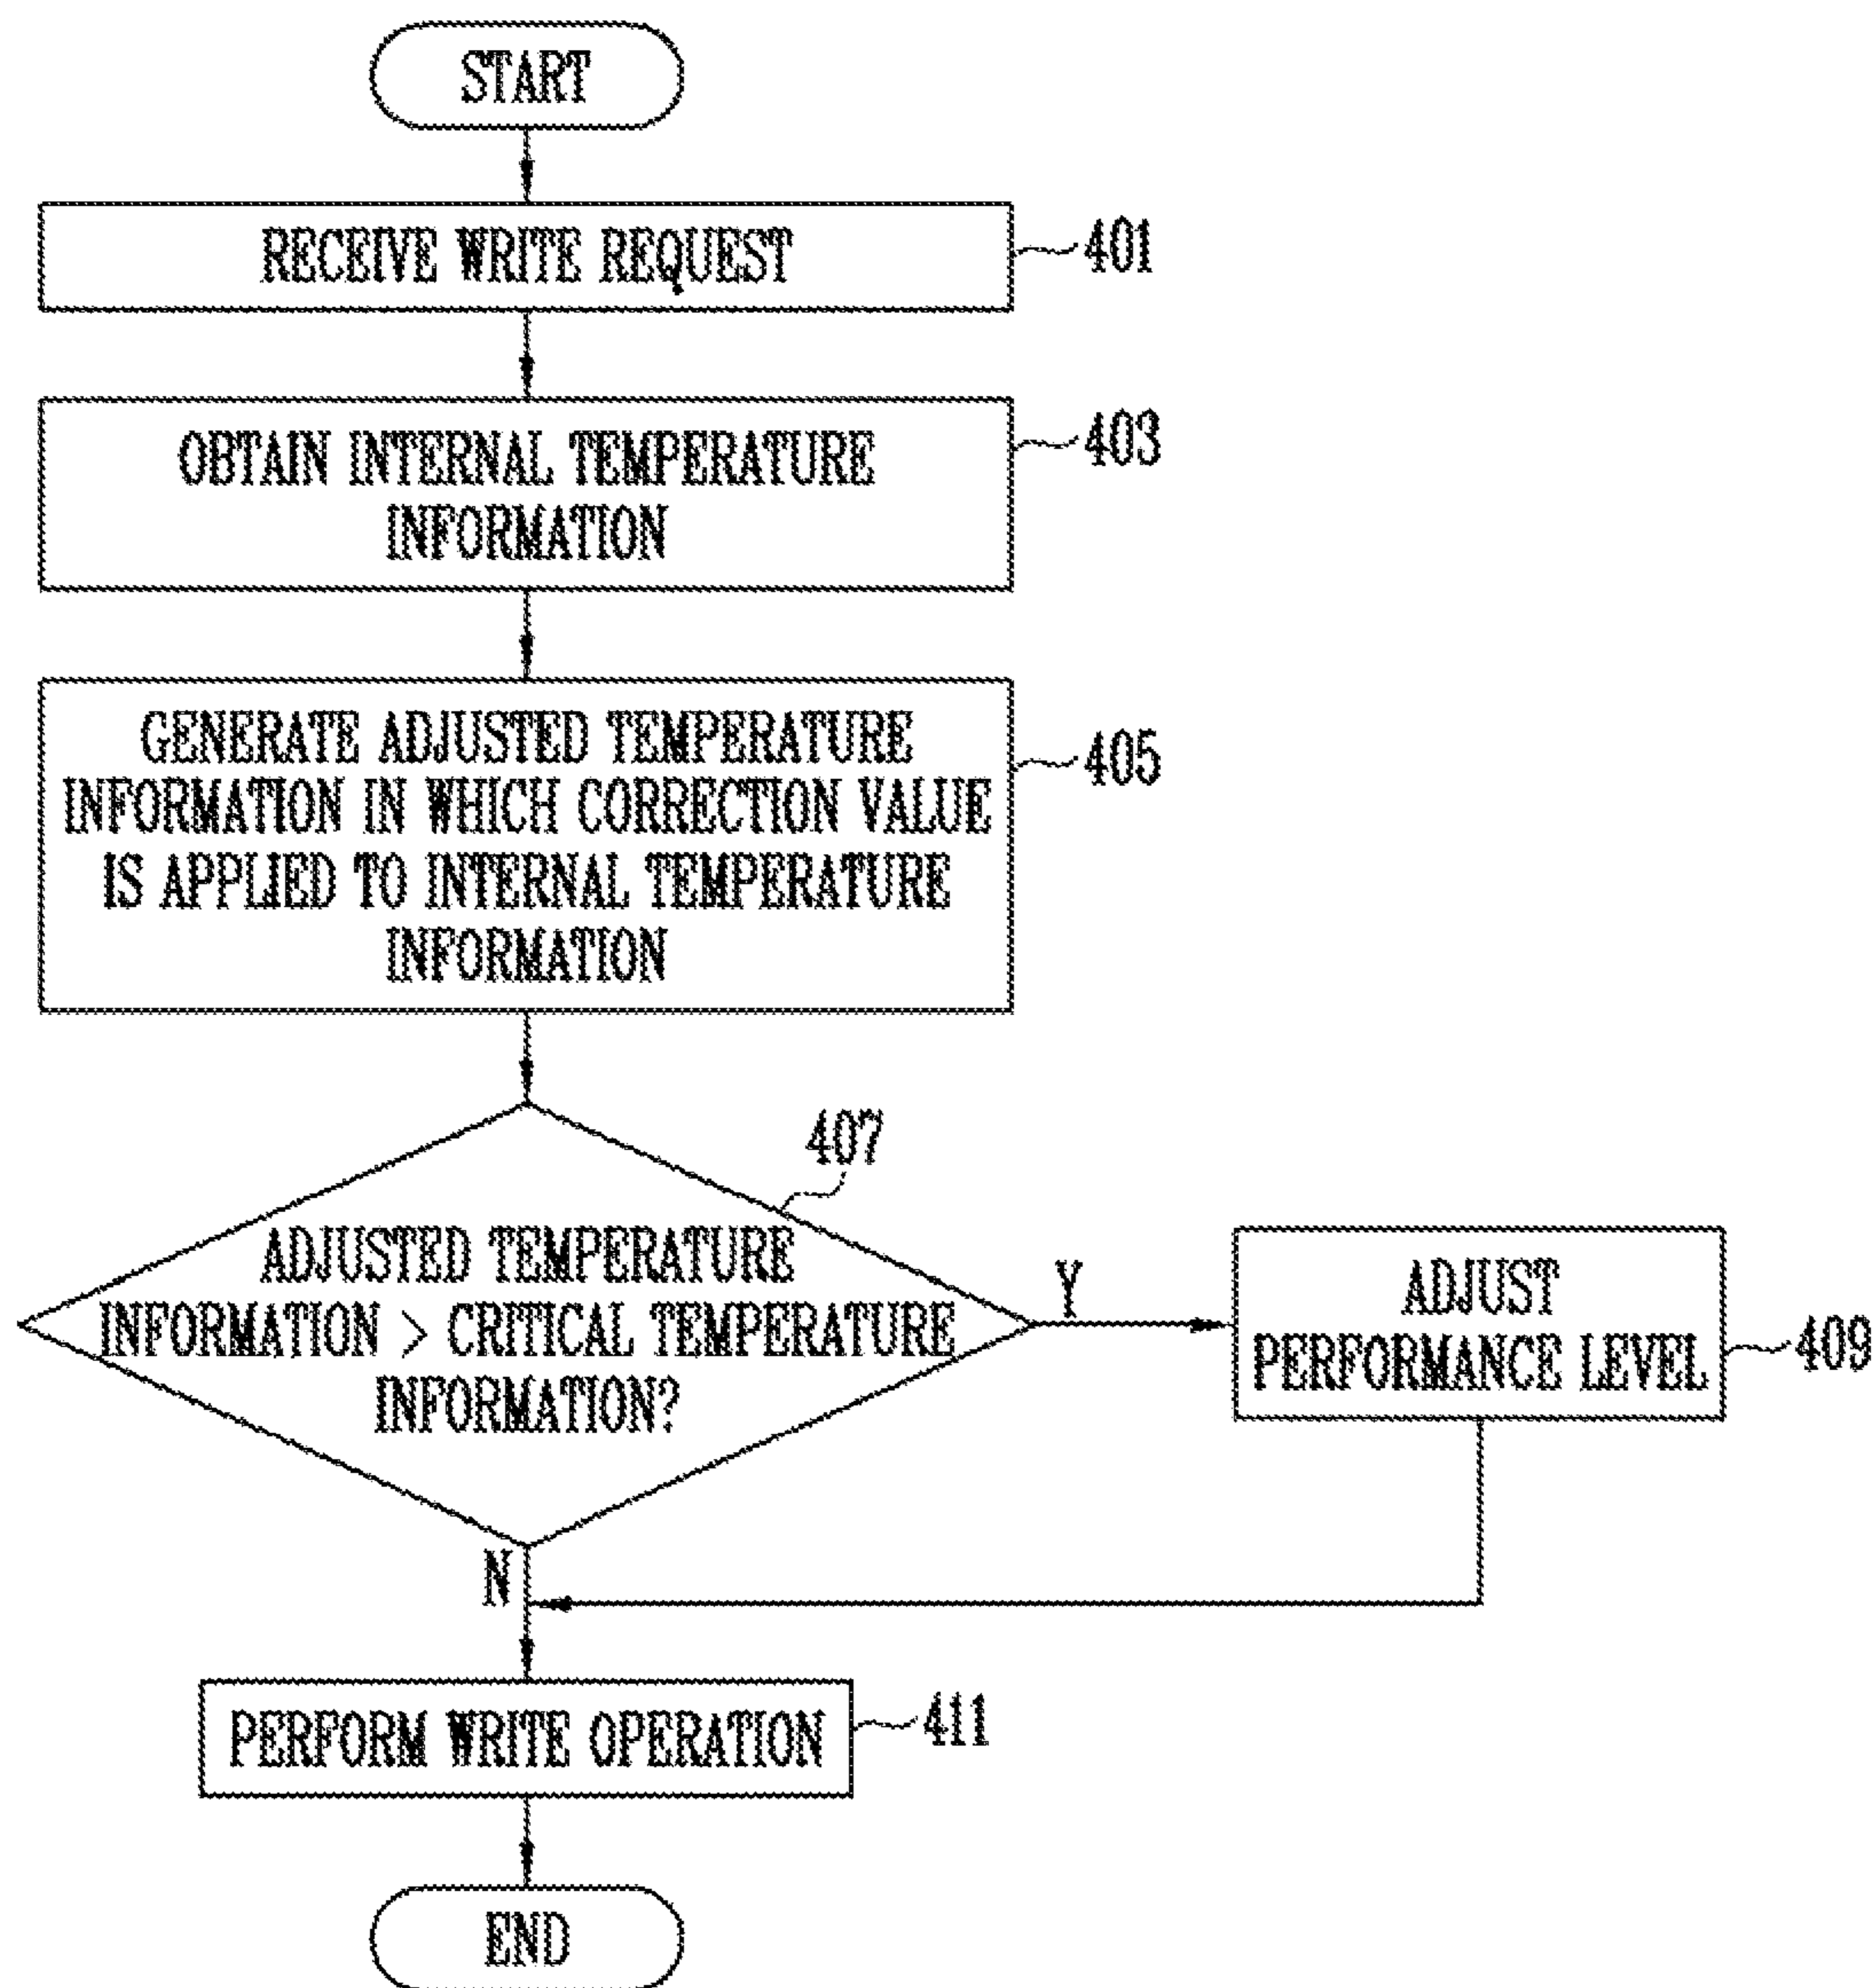 START
RECEIVE WRITE REQUEST
401
OBTAIN INTERNAL TEMPERATURE
INFORMATION
403
GENERATE ADJUSTED TEMPERATURE
INFORMATION IN WHICH CORRECTION VALUE
IS APPLIED TO INTERNAL TEMPERATURE
INFORMATION
405
407
ADJUSTED TEMPERATURE
INFORMATION > CRITICAL TEMPERATURE
INFORMATION?
Y
ADJUST
PERFORMANCE LEVEL
409
N
PERFORM WRITE OPERATION
411
END